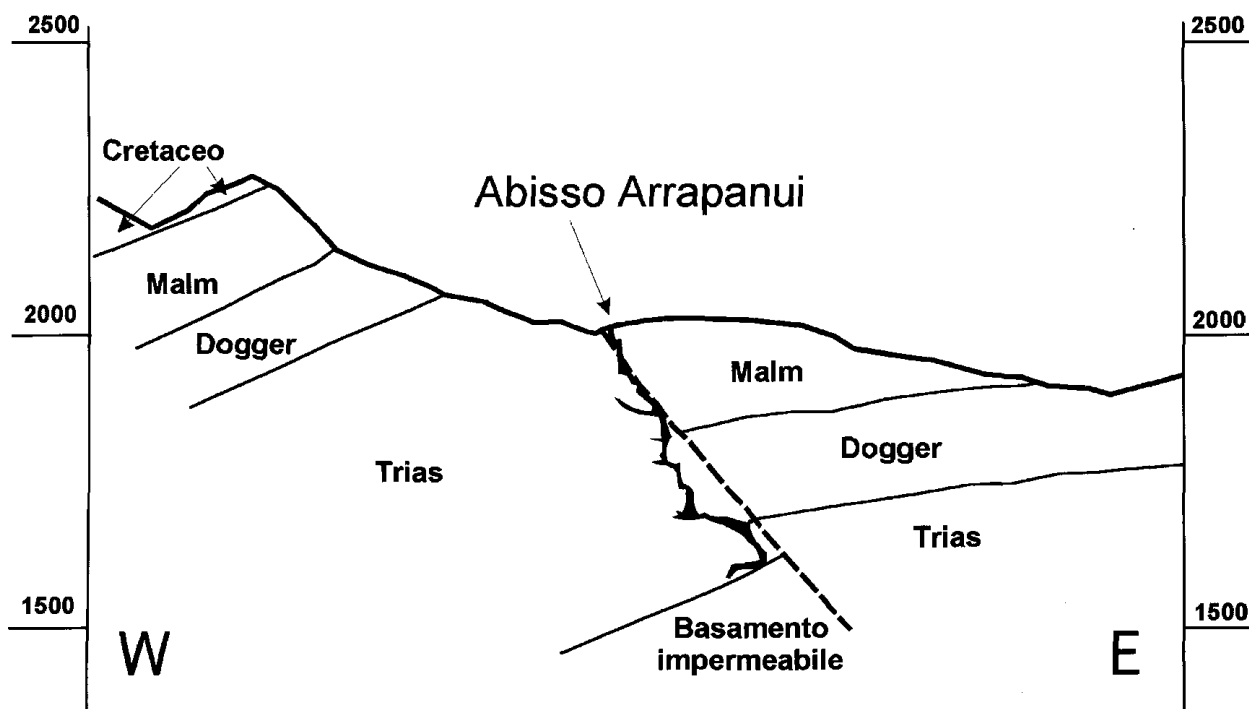 2500
2500
Cretaceo
Abisso Arrapanui
Malm
2000
2000
Dogger
Malm
Dogger
Trias
Trias
1500
1500
Basamento
impermeabile
W
E